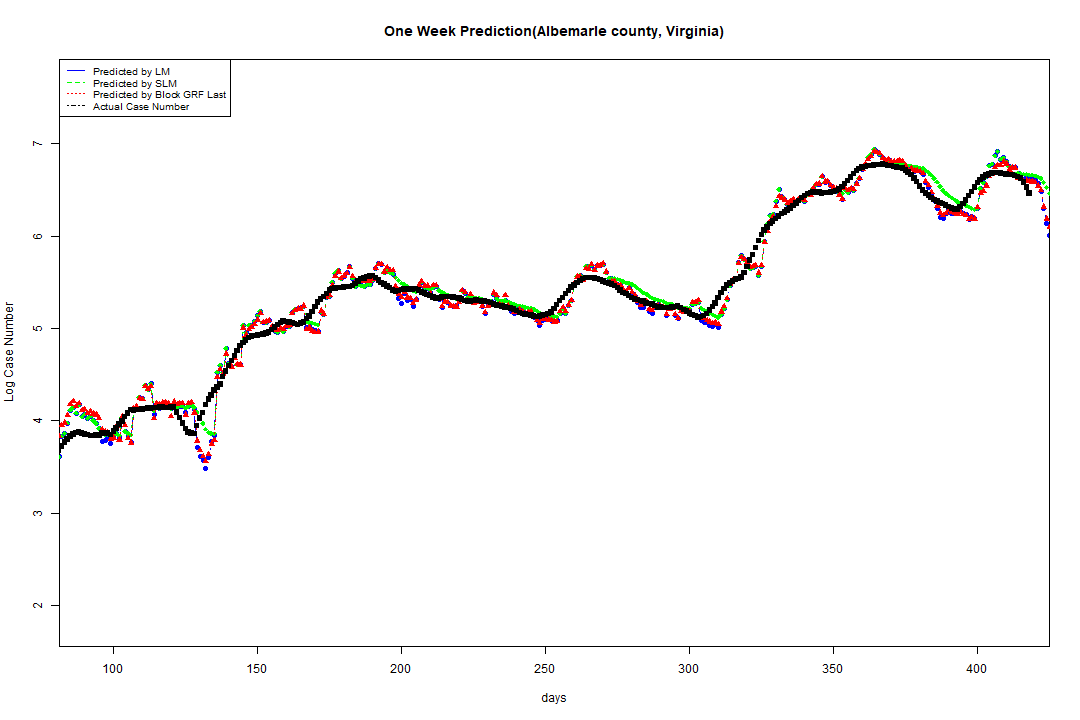 One Week Prediction(Albemarle county, Virginia)
Predicted by LM
Predicted by SLM
Predicted by Block GRF Last
Actual Case Number
7
6
5
4
3
2
Log Case Number
100 150 200 250 300 350 400
days